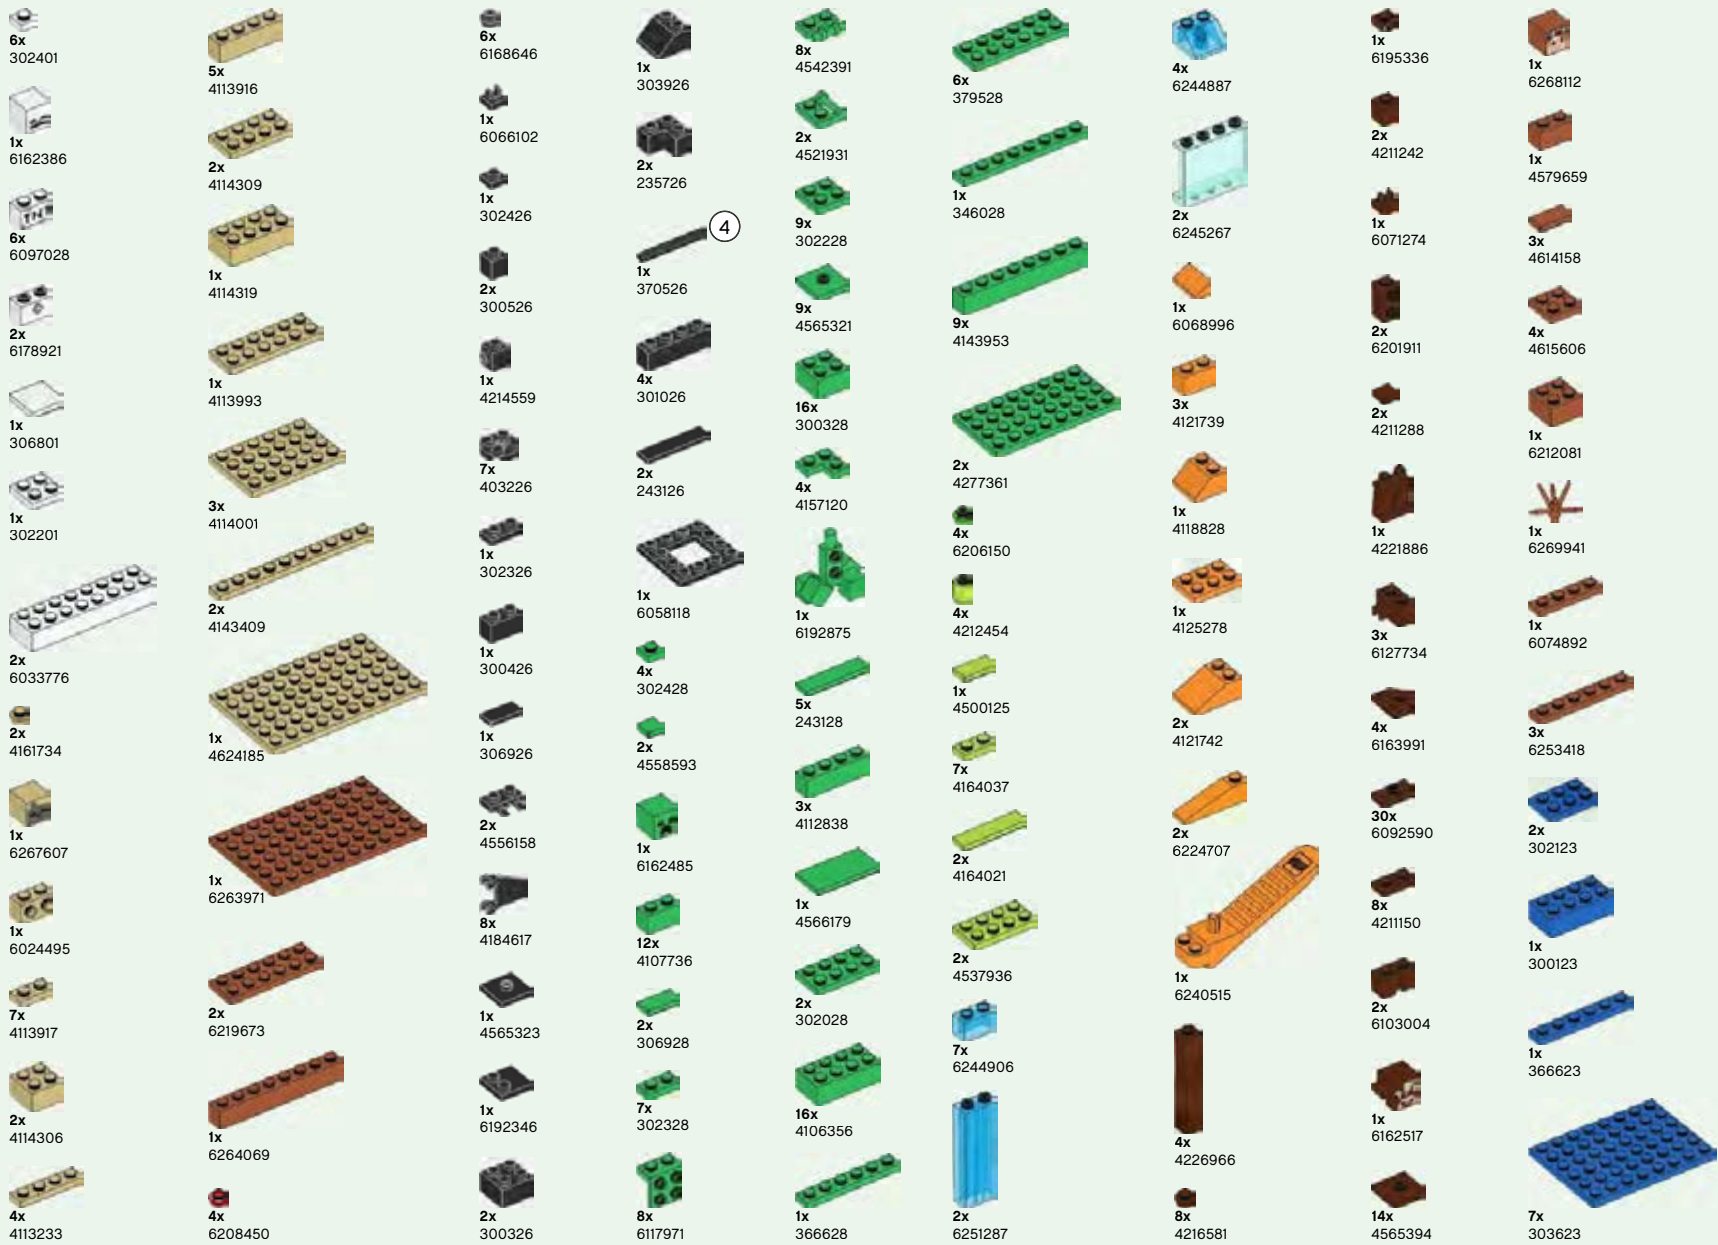 6x
302401
1x
6162386
TN
6x
6097028
2x
6178921
1x
306801
1x
302201
2x
6033776
2x
4161734
1x
6267607
1x
6024495
7x
4113917
2x
4114306
4x
4113233
5x
4113916
2x
4114309
1x
4114319
1x
4113993
3x
4114001
2x
4143409
1x
4624185
1x
6263971
2x
6219673
1x
6264069
4x
6208450
6x
6168646
1x
6066102
1x
302426
2x
300526
1x
4214559
7x
403226
1x
302326
1x
300426
1x
306926
2x
4556158
8x
4184617
1x
4565323
1x
6192346
2x
300326
1x
303926
2x
235726
4
1x
370526
4x
301026
2x
243126
1x
6058118
4x
302428
2x
4558593
1x
6162485
12x
4107736
2x
306928
7x
302328
8x
6117971
8x
4542391
2x
4521931
9x
302228
9x
4565321
16x
300328
4x
4157120
1x
6192875
5x
243128
3x
4112838
1x
4566179
2x
302028
16x
4106356
1x
366628
6x
379528
1x
346028
9x
4143953
2x
4277361
4x
6206150
4x
4212454
1x
4500125
7x
4164037
2x
4164021
2x
4537936
7x
6244906
2x
6251287
4x
6244887
2x
6245267
1x
6068996
3x
4121739
1x
4118828
1x
4125278
2x
4121742
2x
6224707
1x
6240515
4x
4226966
8x
4216581
1x
6195336
2x
4211242
1x
6071274
2x
6201911
2x
4211288
1x
4221886
3x
6127734
4x
6163991
30x
6092590
8x
4211150
2x
6103004
1x
6162517
14x
4565394
1x
6268112
1x
4579659
3x
4614158
4x
4615606
1x
6212081
1x
6269941
1x
6074892
3x
6253418
2x
302123
1x
300123
1x
366623
7x
303623